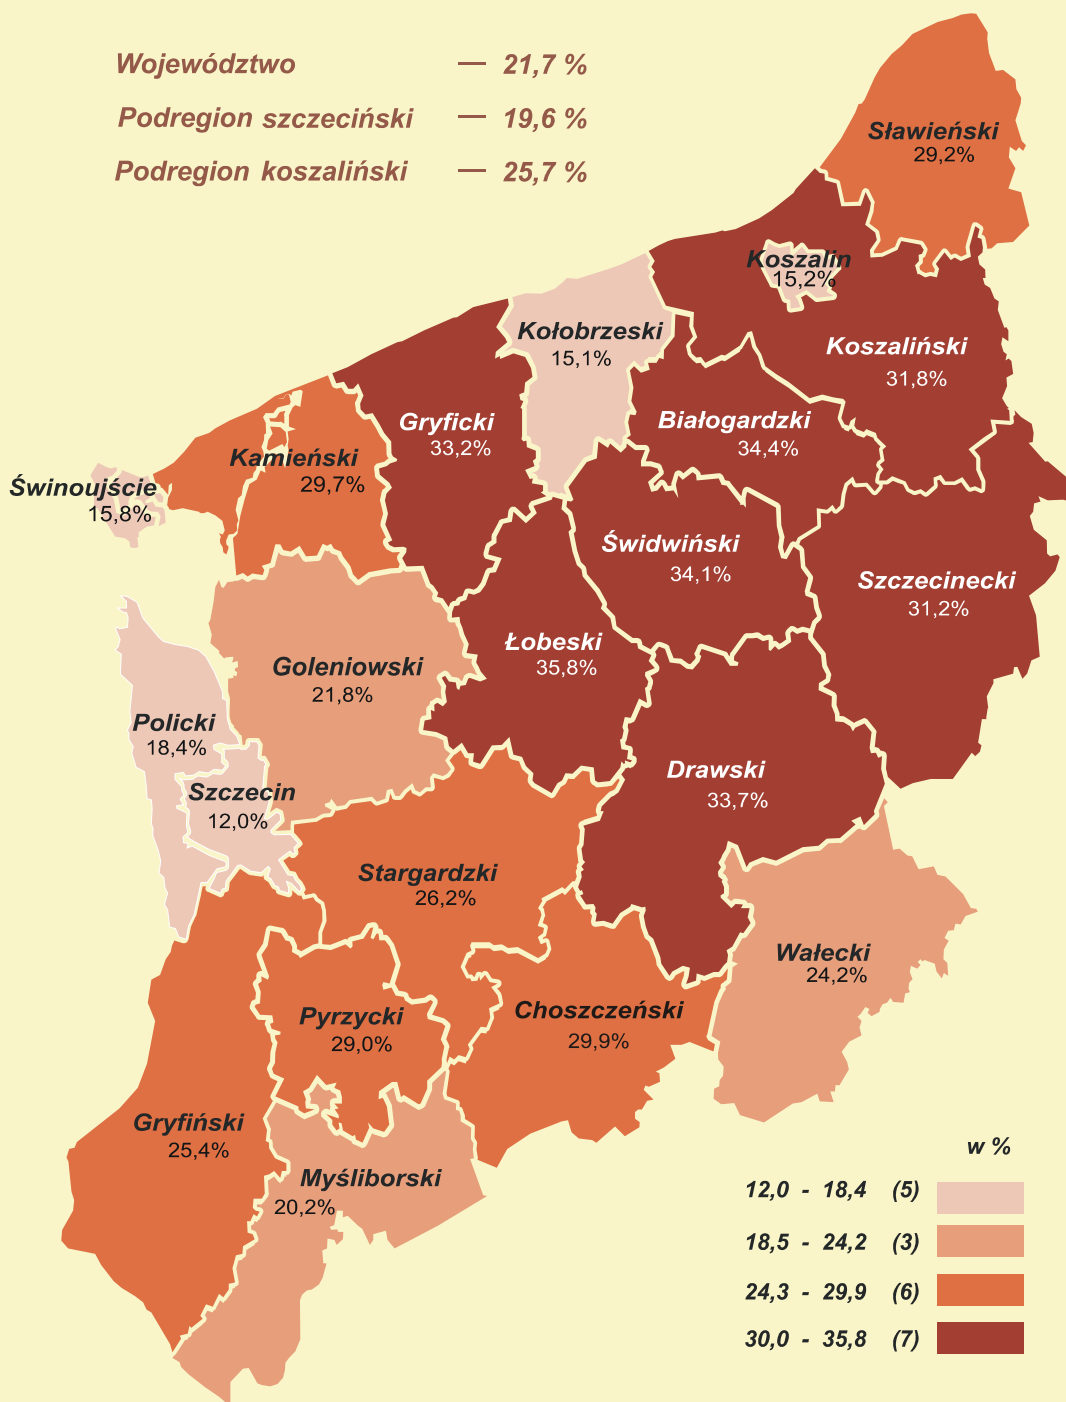 Województwo — 21,7 %
Podregion szczeciński — 19,6 %
Podregion koszaliński — 25,7 %
Sławieński
29,2%
Koszalin
15,2%
Kołobrzeski
15,1%
Koszaliński
31,8%
Gryficki
33,2%
Białogardzki
34,4%
Kamieński
29,7%
Świnoujście
15,8%
Świdwiński
34,1%
Szczecinecki
31,2%
Łobeski
35,8%
Goleniowski
21,8%
Policki
18,4%
Drawski
33,7%
Szczecin
12,0%
Stargardzki
26,2%
Wałecki
24,2%
Pyrzycki
29,0%
Choszczeński
29,9%
Gryfiński
25,4%
Myśliborski
20,2%
w %
12,0 - 18,4 (5)
18,5 - 24,2 (3)
24,3 - 29,9 (6)
30,0 - 35,8 (7)